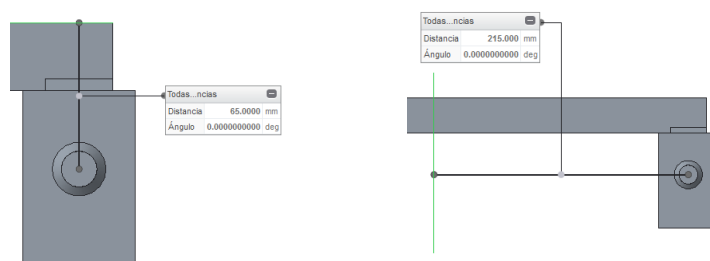 Todas...ncias
Distancia 65.0000 mm
Ángulo 0.0000000000 deg
Todas...ncias
Distancia 215.000 mm
Ángulo 0.0000000000 deg